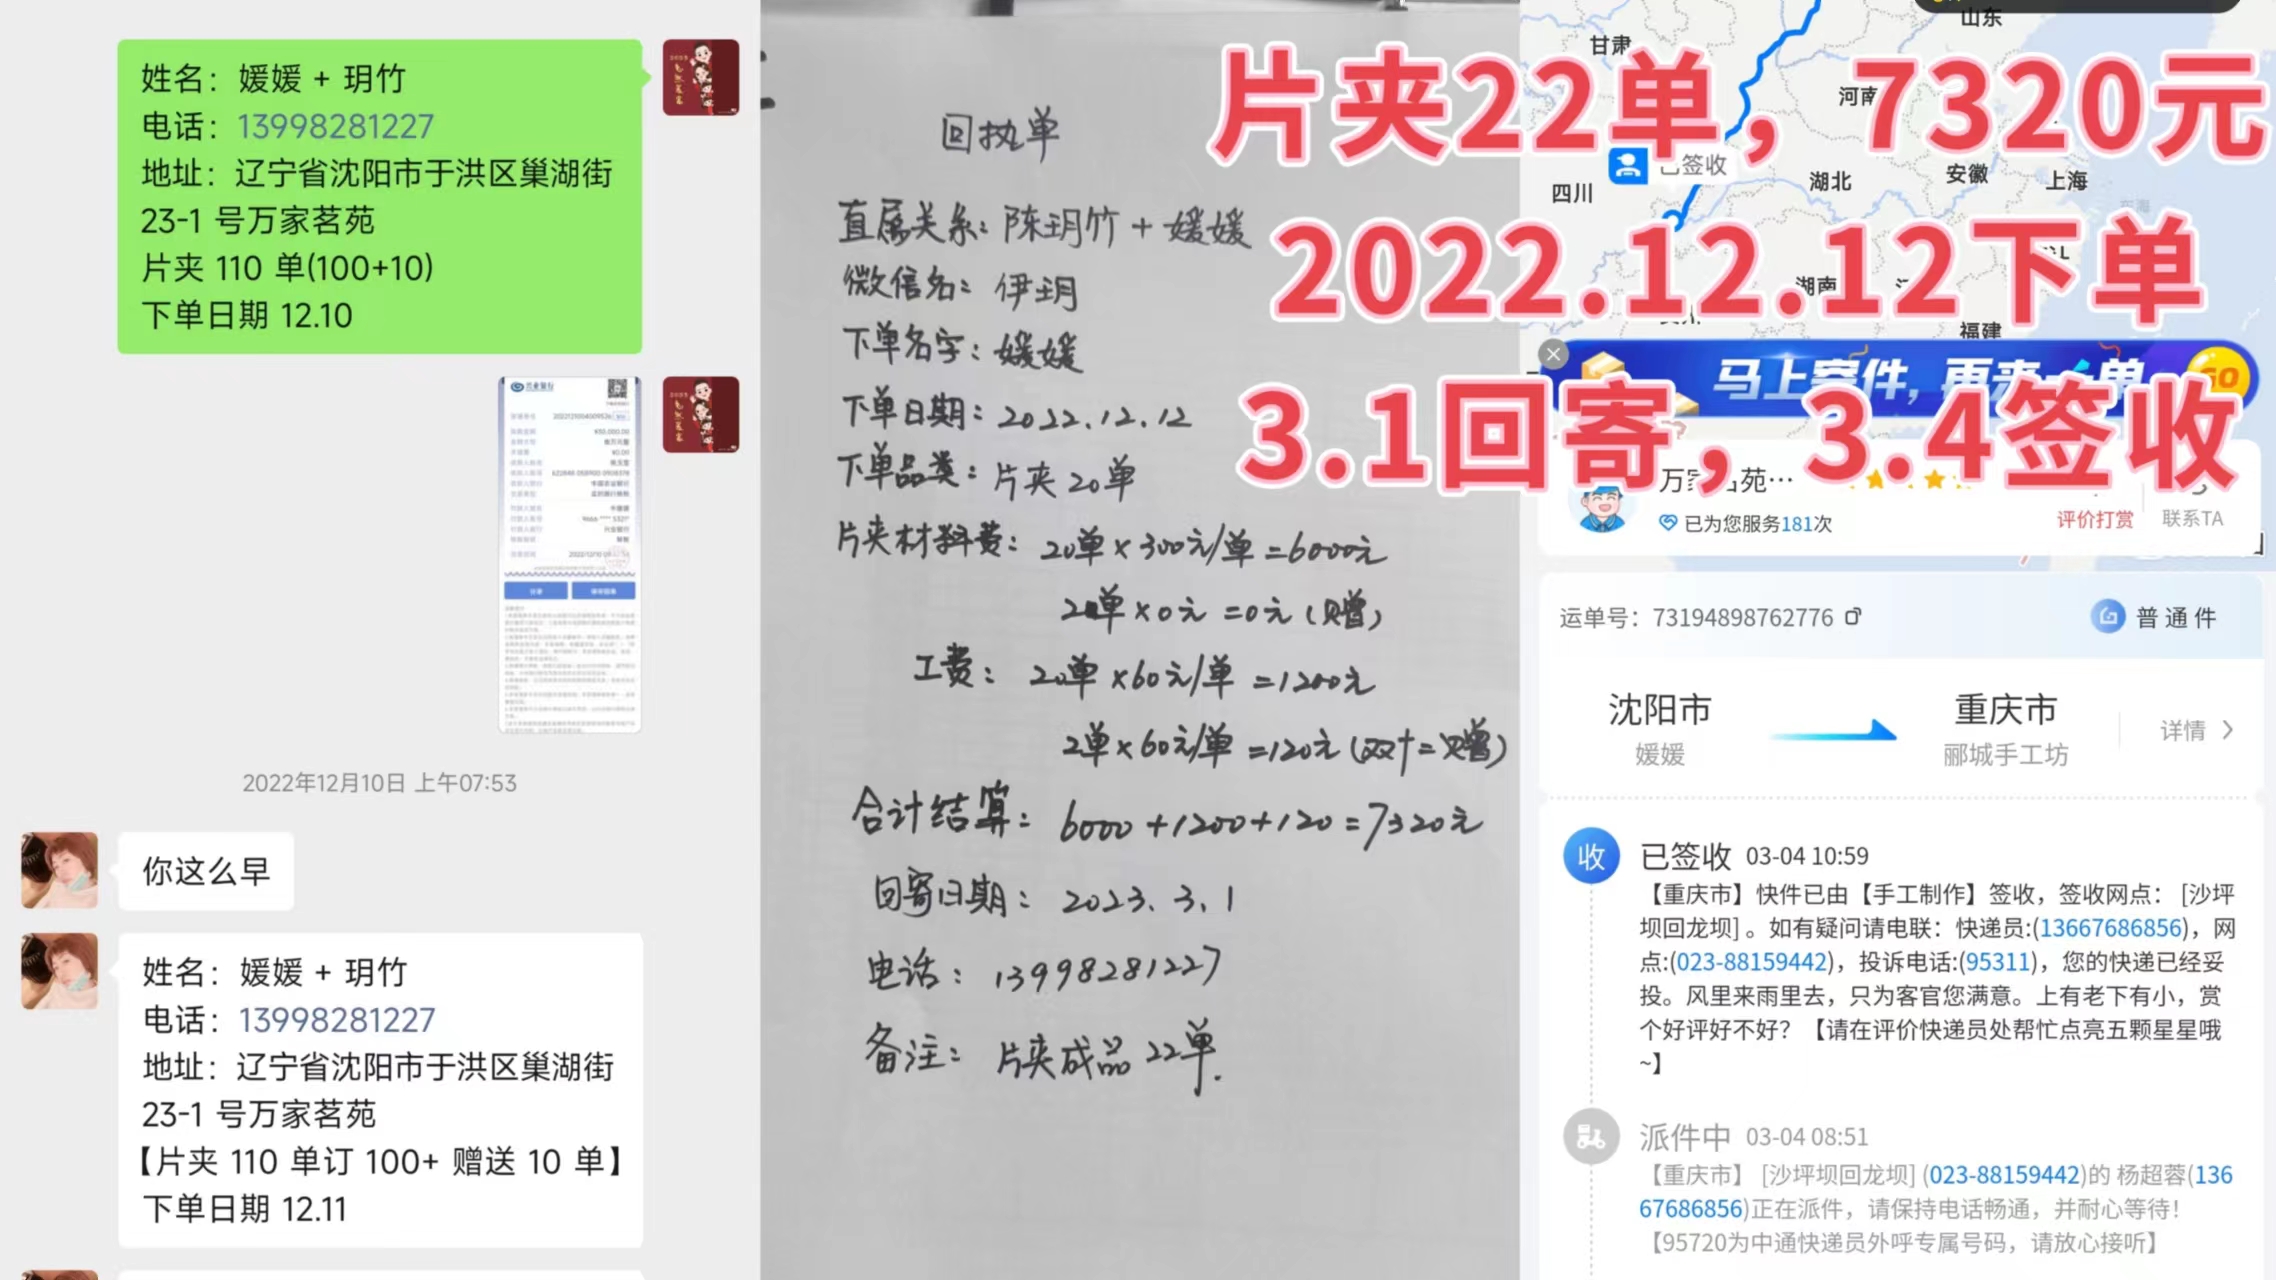 姓名：媛媛 + 玥竹
电话：13998281227
地址：辽宁省沈阳市于洪区巢湖街
23-1 号万家茗苑
片夹 110 单(100+10)
下单日期 12.10
兴业银行
2022年12月10日 上午07:53
你这么早
姓名：媛媛 + 玥竹
电话：13998281227
地址：辽宁省沈阳市于洪区巢湖街
23-1 号万家茗苑
【片夹 110 单订 100+ 赠送 10 单】
下单日期 12.11
回执单
直属关系：陈玥竹 + 媛媛
微信名：伊玥
下单名字：媛媛
下单日期：2022.12.12
下单品类：片夹20单
片夹材料费：20单×300元/单=6000元
2单×0元=0元(赠)
工费：20单×60元/单=1200元
2单×60元/单=120元(双十二赠)
合计结算：6000+1200+120=7320元
回寄日期：2023.3.1
电话：13998281227
备注：片夹成品22单.
片夹22单，7320元
2022.12.12下单
3.1回寄，3.4签收
甘肃
山东
河南
已签收
四川
湖北
安徽
上海
东海
湖南
福建
马上寄件，再来一单
GO
万家茗苑…
已为您服务181次
评价打赏
联系TA
运单号：73194898762776
普通件
沈阳市
重庆市
媛媛
郦城手工坊
详情
收
已签收 03-04 10:59
【重庆市】快件已由【手工制作】签收，签收网点： [沙坪
坝回龙坝] 。如有疑问请电联：快递员:(13667686856)，网
点:(023-88159442)，投诉电话:(95311)，您的快递已经妥
投。风里来雨里去，只为客官您满意。上有老下有小，赏
个好评好不好？【请在评价快递员处帮忙点亮五颗星星哦
~】
派件中 03-04 08:51
【重庆市】 [沙坪坝回龙坝] (023-88159442)的 杨超蓉(136
67686856)正在派件，请保持电话畅通，并耐心等待！
【95720为中通快递员外呼专属号码，请放心接听】